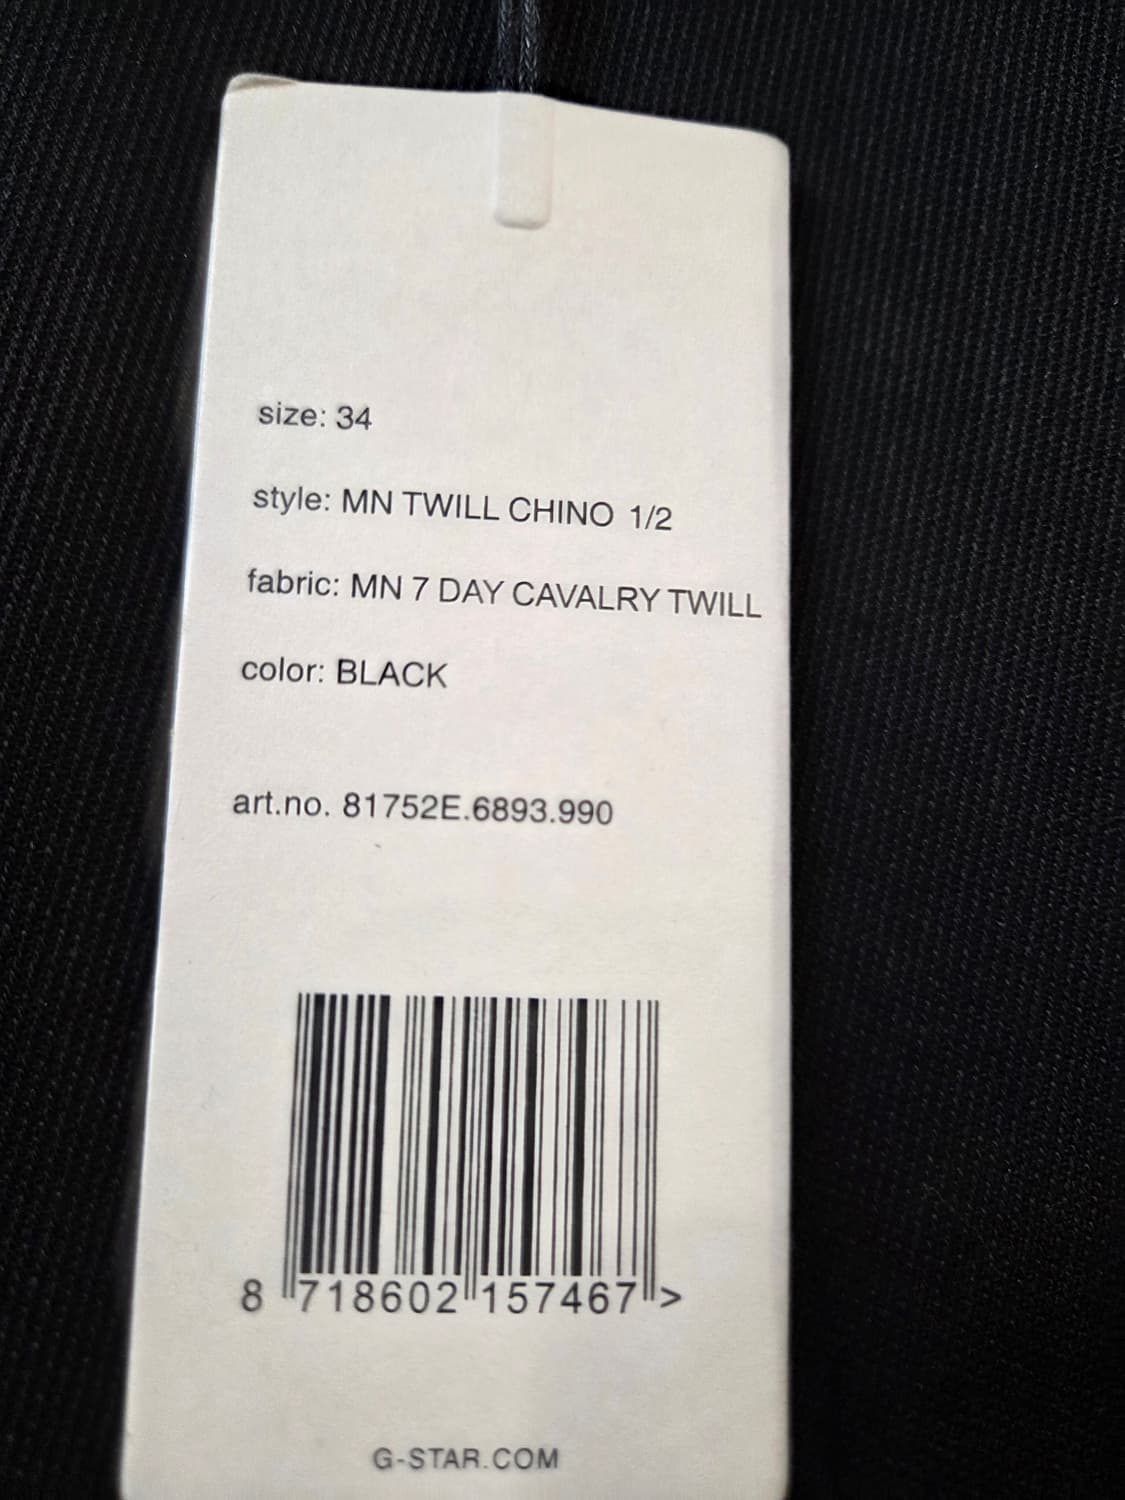 size: 34
style: MN TWILL CHINO 1/2
fabric: MN 7 DAY CAVALRY TWILL
color: BLACK
art.no. 81752E.6893.990
8 718602 157467 >
G-STAR.COM